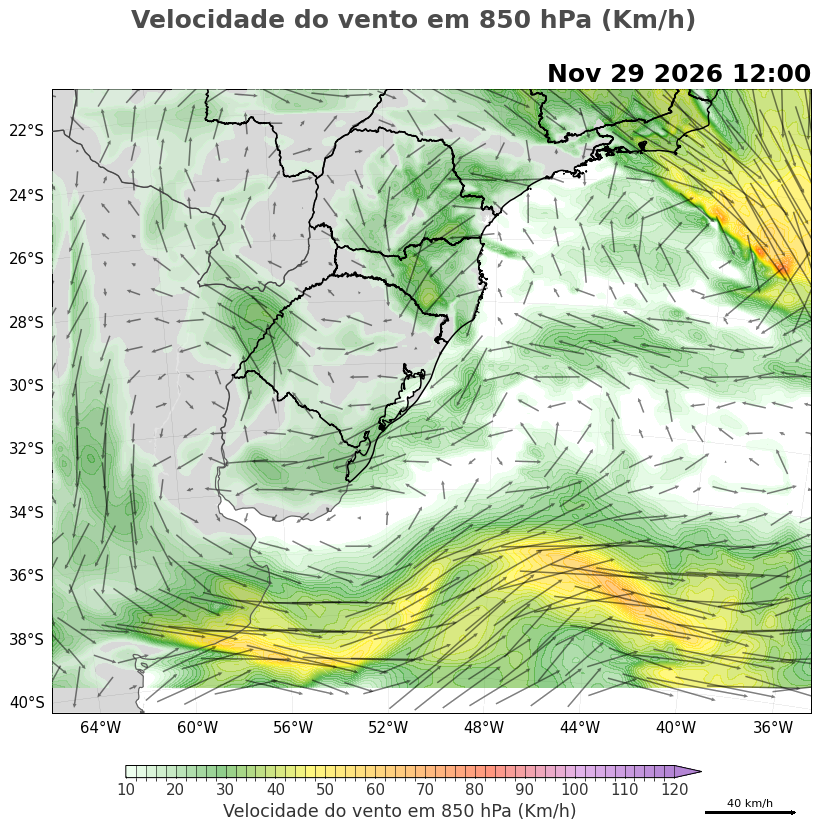 Velocidade do vento em 850 hPa (Km/h)
Nov 29 2026 12:00
22°S
24°S
26°S
28°S
30°S
32°S
34°S
36°S
38°S
40°S
64°W 60°W 56°W 52°W 48°W 44°W 40°W 36°W
10 20 30 40 50 60 70 80 90 100 110 120
Velocidade do vento em 850 hPa (Km/h)
40 km/h